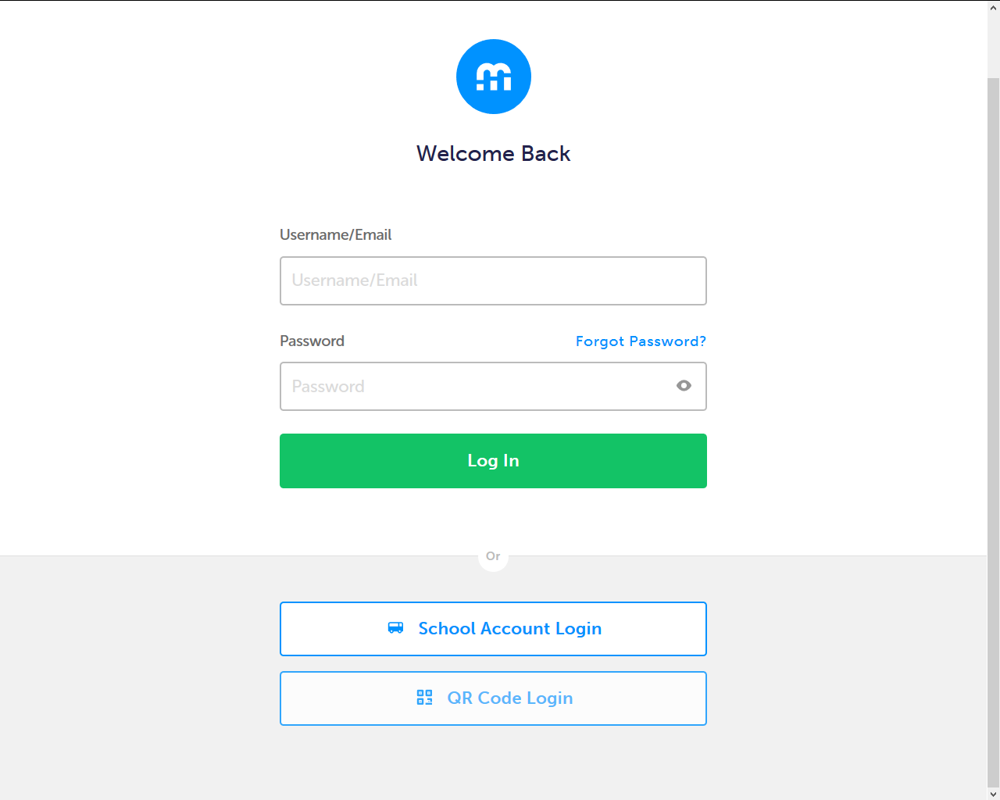 Welcome Back
Username/Email
Username/Email
Password
Forgot Password?
Password
Log In
Or
School Account Login
QR Code Login